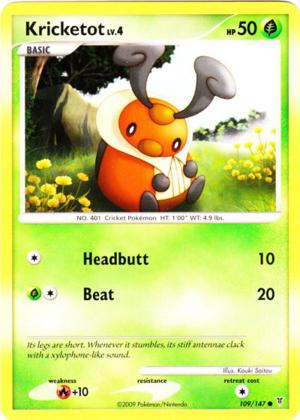 Kricketot LV.4 HP 50
BASIC
NO. 401 Cricket Pokémon HT: 1'00" WT: 4.9 lbs.
Headbutt 10
Beat 20
Its legs are short. Whenever it stumbles, its stiff antennae clack
with a xylophone-like sound.
Illus. Kouki Saitou
weakness resistance retreat cost
+10
©2009 Pokémon/Nintendo 109/147